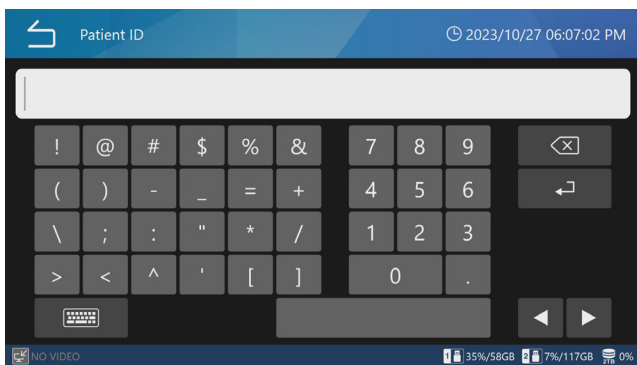 Patient ID 2023/10/27 06:07:02 PM
! @ # $ % & 7 8 9
( ) - _ = + 4 5 6
\ ; : " * / 1 2 3
> < ^ ' [ ] 0 .
NO VIDEO 1 35%/58GB 2 7%/117GB 2TB 0%